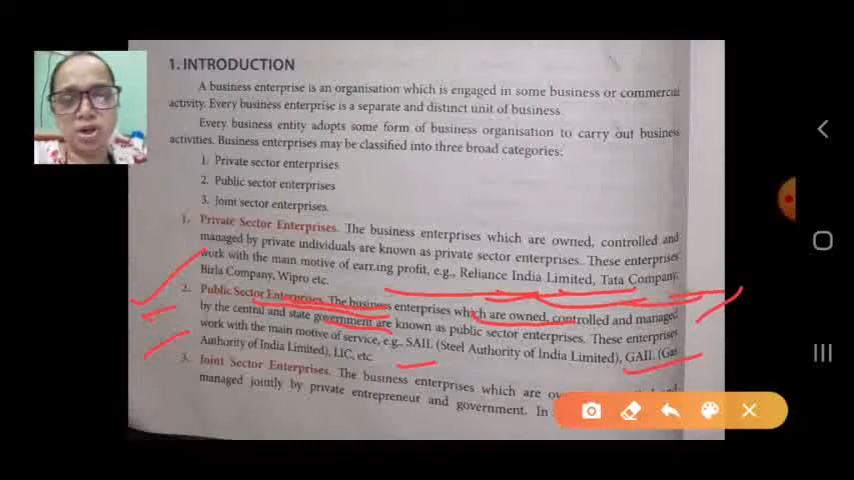 1. INTRODUCTION
A business enterprise is an organisation which is engaged in some business or commercial
activity. Every business enterprise is a separate and distinct unit of business.
Every business entity adopts some form of business organisation to carry out business
activities. Business enterprises may be classified into three broad categories:
1. Private sector enterprises
2. Public sector enterprises
3. Joint sector enterprises.
1. Private Sector Enterprises. The business enterprises which are owned, controlled and
managed by private individuals are known as private sector enterprises. These enterprises
work with the main motive of earning profit, e.g., Reliance India Limited, Tata Company,
Birla Company, Wipro etc.
2. Public Sector Enterprises. The business enterprises which are owned, controlled and managed
by the central and state government are known as public sector enterprises. These enterprises
work with the main motive of service, e.g., SAIL (Steel Authority of India Limited), GAIL (Gas
Authority of India Limited), LIC, etc.
3. Joint Sector Enterprises. The business enterprises which are
managed jointly by private entrepreneur and government. In